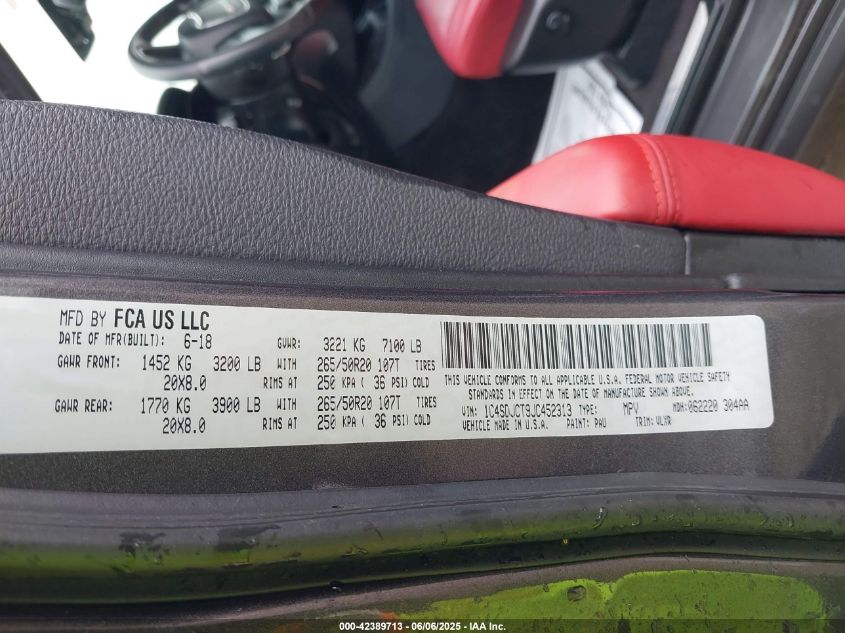 MFD BY FCA US LLC
DATE OF MFR(BUILT): 6-18 GVWR: 3221 KG 7100 LB
GAWR FRONT: 1452 KG 3200 LB WITH 265/50R20 107T TIRES
20X8.0 RIMS AT 250 KPA ( 36 PSI) COLD
GAWR REAR: 1770 KG 3900 LB WITH 265/50R20 107T TIRES
20X8.0 RIMS AT 250 KPA ( 36 PSI) COLD
THIS VEHICLE CONFORMS TO ALL APPLICABLE U.S.A. FEDERAL MOTOR VEHICLE SAFETY
STANDARDS IN EFFECT ON THE DATE OF MANUFACTURE SHOWN ABOVE.
VIN: 1C4SDJCT9JC452313 TYPE: MPV MDH:062220 304AA
VEHICLE MADE IN U.S.A. PAINT: PAU TRIM: VLXR
000-42389713 - 06/06/2025 - IAA Inc.